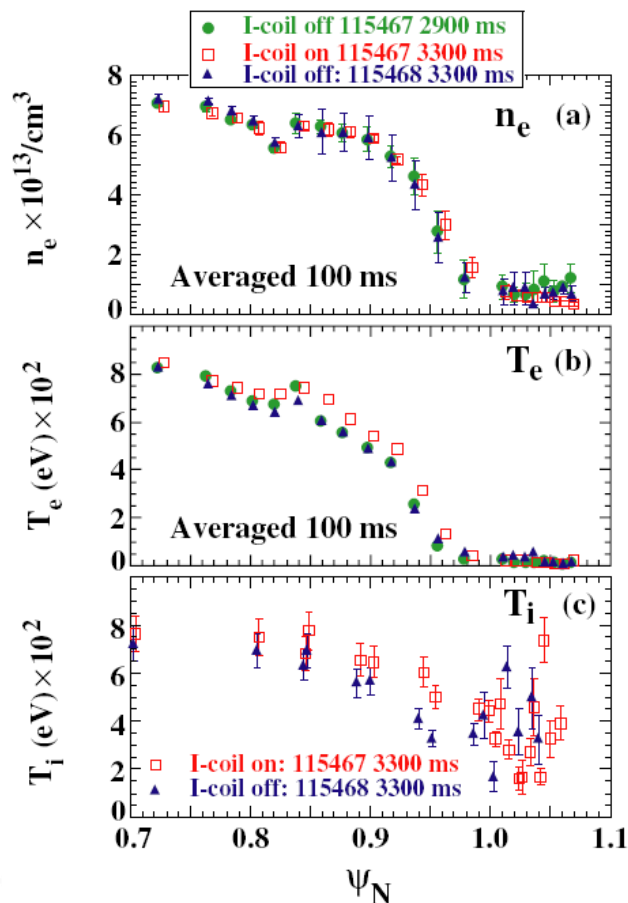 I-coil off 115467 2900 ms
I-coil on 115467 3300 ms
I-coil off: 115468 3300 ms
8
6
4
2
0
n_e ×10^13/cm^3
n_e (a)
Averaged 100 ms
8
6
4
2
0
T_e (eV)×10^2
T_e (b)
Averaged 100 ms
8
6
4
2
0
T_i (eV)×10^2
T_i (c)
I-coil on: 115467 3300 ms
I-coil off: 115468 3300 ms
0.7 0.8 0.9 1.0 1.1
ψ_N